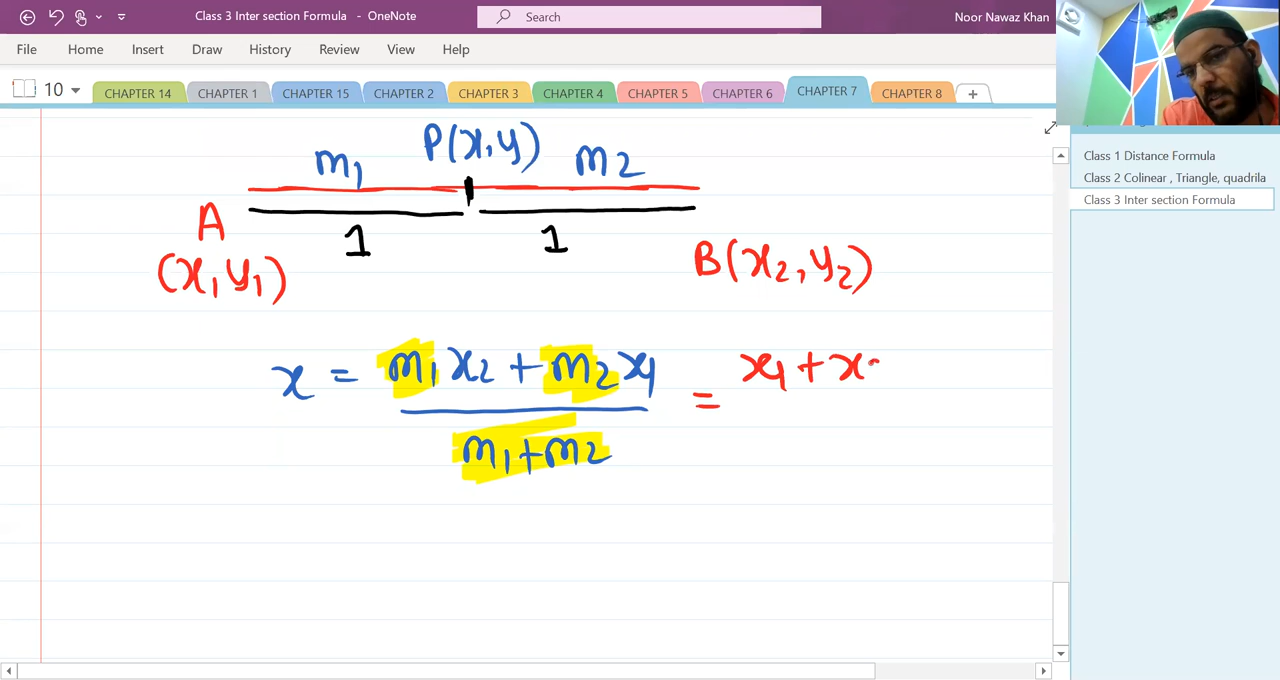 Class 3 Inter section Formula - OneNote
Search
Noor Nawaz Khan
File Home Insert Draw History Review View Help
10 CHAPTER 14 CHAPTER 1 CHAPTER 15 CHAPTER 2 CHAPTER 3 CHAPTER 4 CHAPTER 5 CHAPTER 6 CHAPTER 7 CHAPTER 8 +
Class 1 Distance Formula
Class 2 Colinear , Triangle, quadrila
Class 3 Inter section Formula
m₁ P(x,y) m₂
A 1 1
(x₁y₁) B(x₂,y₂)
x = m₁x₂ + m₂x₁ = x₁+x
m₁+m₂